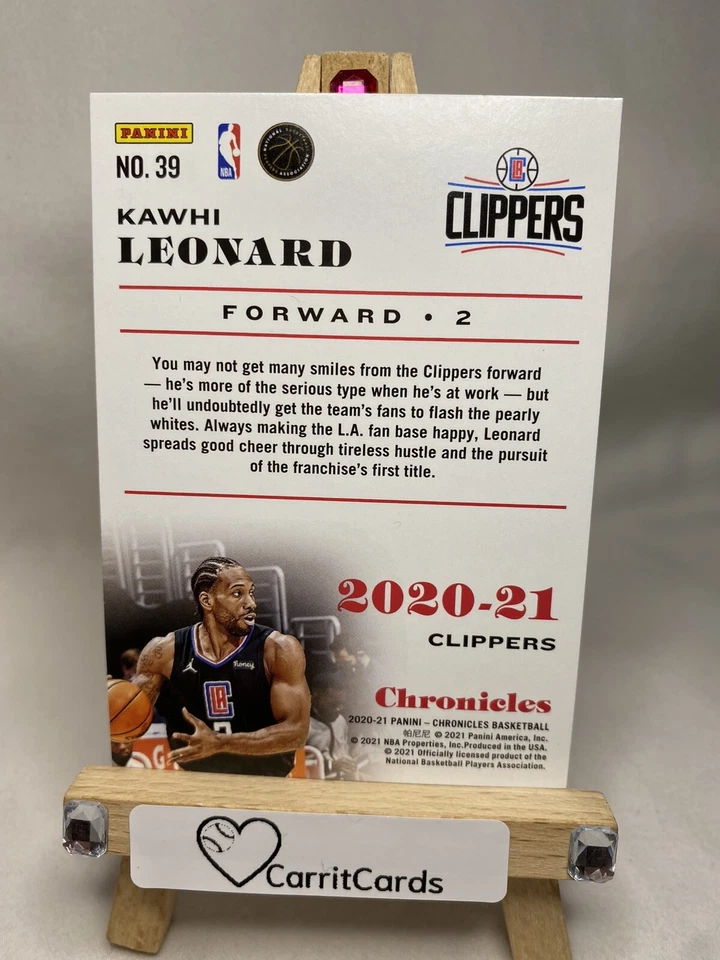 PANINI
NO. 39
NBA
CLIPPERS
KAWHI
LEONARD
FORWARD • 2
You may not get many smiles from the Clippers forward
— he's more of the serious type when he's at work — but
he'll undoubtedly get the team's fans to flash the pearly
whites. Always making the L.A. fan base happy, Leonard
spreads good cheer through tireless hustle and the pursuit
of the franchise's first title.
2020-21
CLIPPERS
honey
Chronicles
2020-21 PANINI – CHRONICLES BASKETBALL
帕尼尼 © 2021 Panini America, Inc.
© 2021 NBA Properties, Inc.Produced in the USA.
© 2021 Officially licensed product of the
National Basketball Players Association.
CarritCards